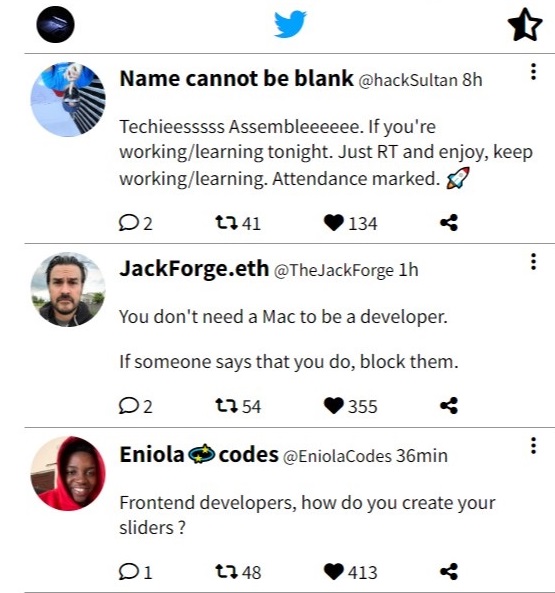 Name cannot be blank @hackSultan 8h
Techieesssss Assembleeeeee. If you're
working/learning tonight. Just RT and enjoy, keep
working/learning. Attendance marked. 🚀
2 41 134
JackForge.eth @TheJackForge 1h
You don't need a Mac to be a developer.
If someone says that you do, block them.
2 54 355
Eniola💫codes @EniolaCodes 36min
Frontend developers, how do you create your
sliders ?
1 48 413